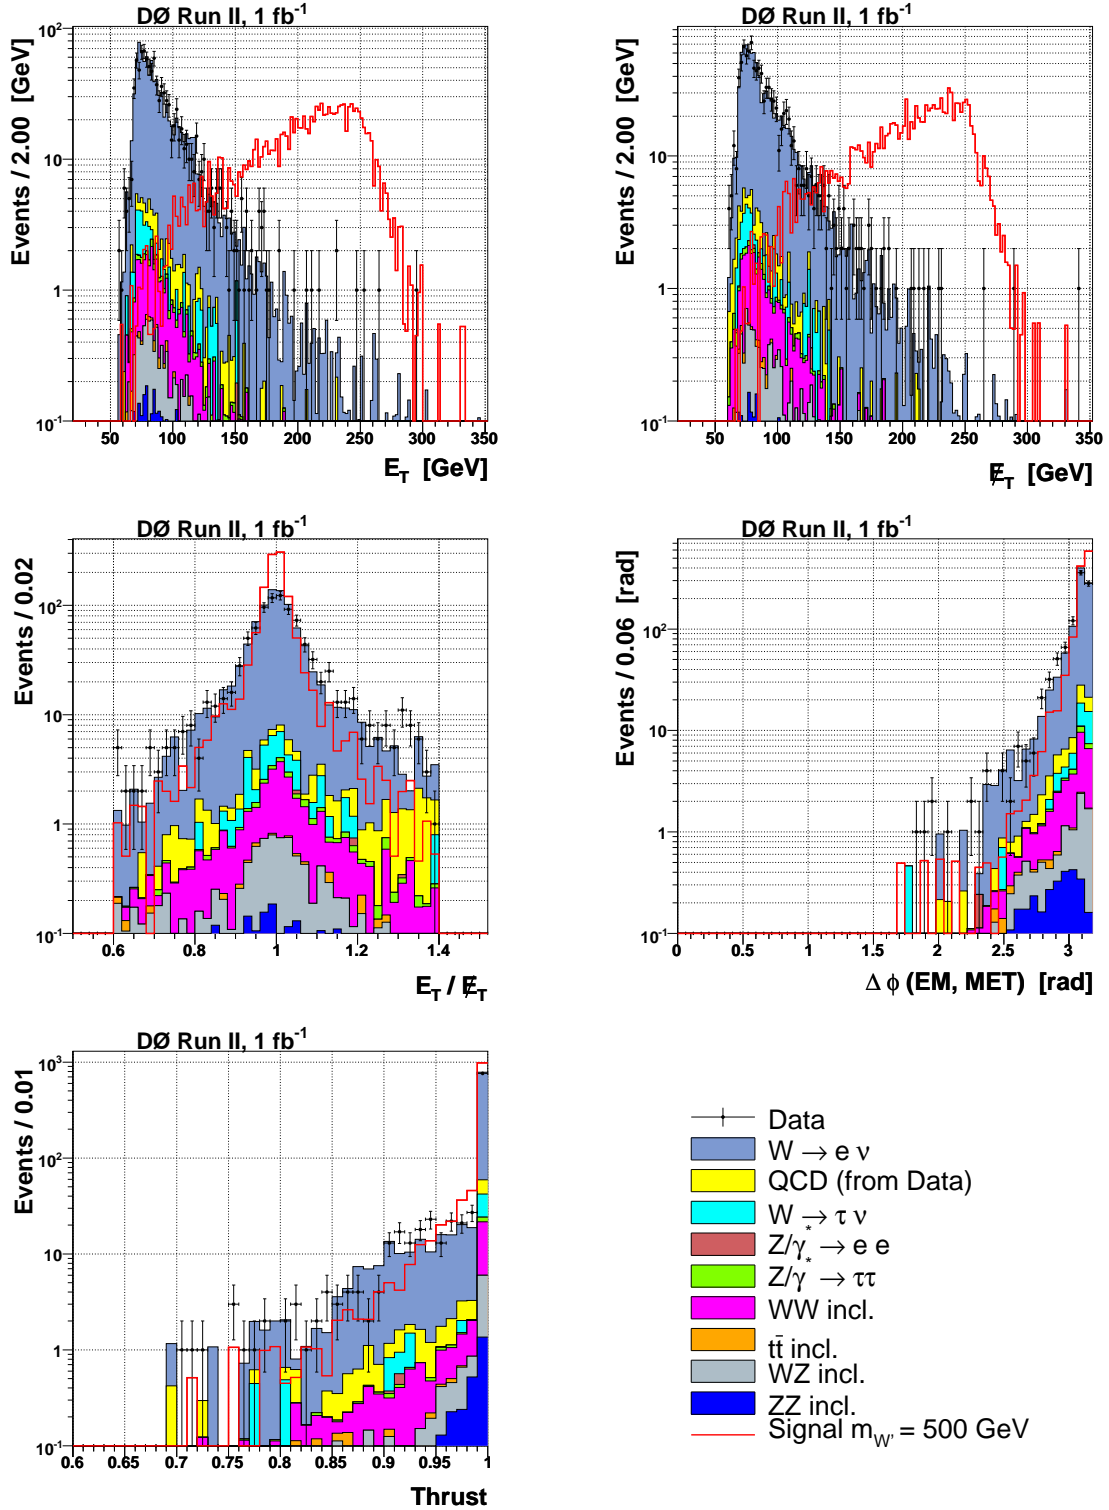 DØ Run II, 1 fb⁻¹
Events / 2.00 [GeV]
10²
10
1
10⁻¹
50 100 150 200 250 300 350
E_T [GeV]
DØ Run II, 1 fb⁻¹
Events / 2.00 [GeV]
10
1
10⁻¹
50 100 150 200 250 300 350
E̸_T [GeV]
DØ Run II, 1 fb⁻¹
Events / 0.02
10²
10
1
10⁻¹
0.6 0.8 1 1.2 1.4
E_T / E̸_T
DØ Run II, 1 fb⁻¹
Events / 0.06 [rad]
10²
10
1
10⁻¹
0 0.5 1 1.5 2 2.5 3
Δ ϕ (EM, MET) [rad]
DØ Run II, 1 fb⁻¹
Events / 0.01
10³
10²
10
1
10⁻¹
0.6 0.65 0.7 0.75 0.8 0.85 0.9 0.95 1
Thrust
Data
W → e ν
QCD (from Data)
W → τ ν
Z/γ* → e e
Z/γ* → ττ
WW incl.
tt̄ incl.
WZ incl.
ZZ incl.
Signal m_W' = 500 GeV